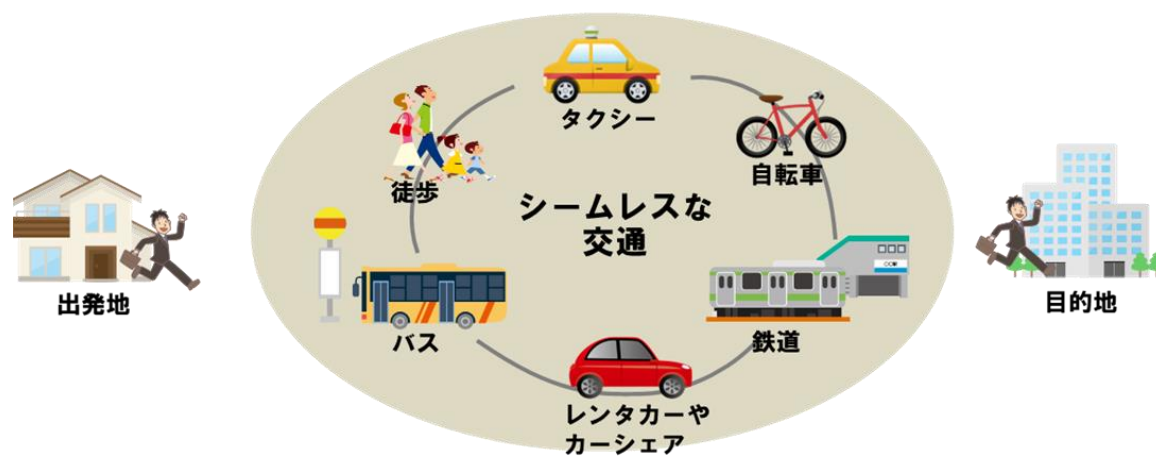 タクシー
自転車
徒歩
シームレスな
交通
出発地
目的地
バス
鉄道
レンタカーや
カーシェア